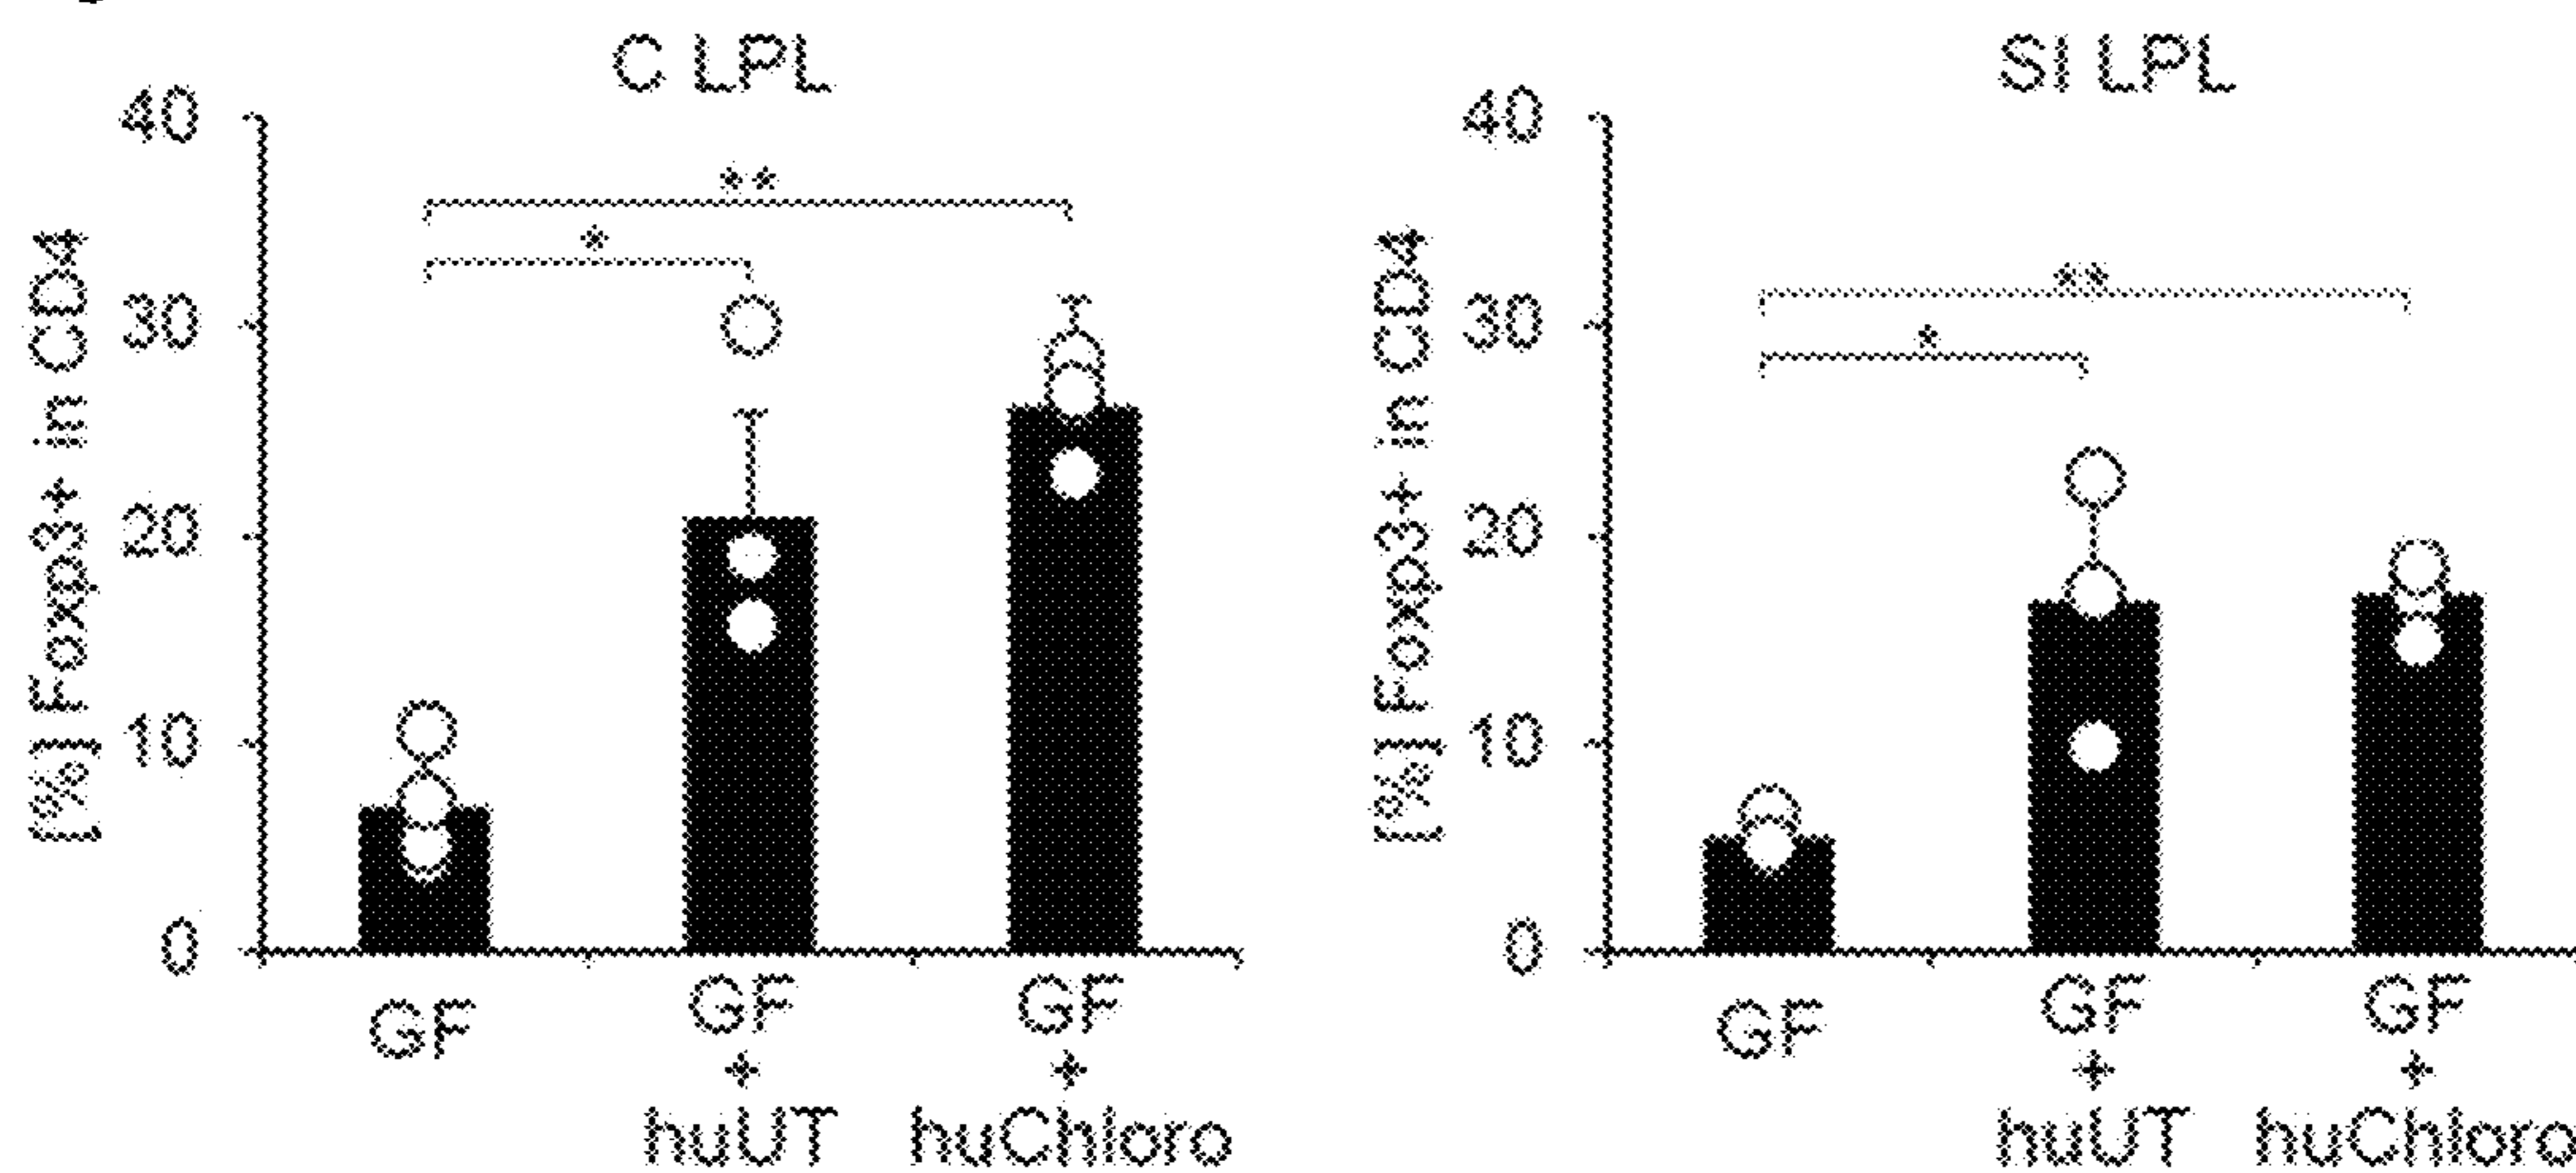 C LPL
[%] Foxp3+ in CD4
40
30
20
10
0
**
*
GF
GF
+
huUT
GF
+
huChloro
SI LPL
[%] Foxp3+ in CD4
40
30
20
10
0
**
*
GF
GF
+
huUT
GF
+
huChloro